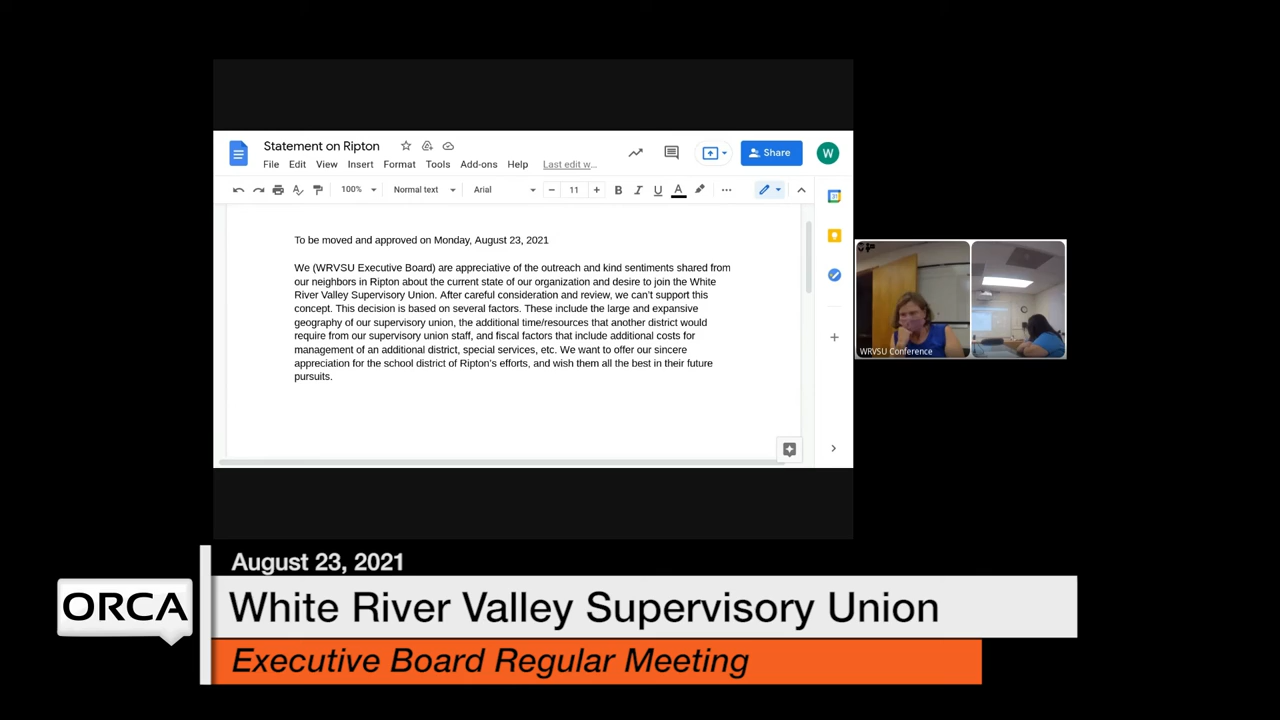 Statement on Ripton
File Edit View Insert Format Tools Add-ons Help Last edit w...
Share
W
100% Normal text Arial − 11 + B I U A
To be moved and approved on Monday, August 23, 2021
We (WRVSU Executive Board) are appreciative of the outreach and kind sentiments shared from
our neighbors in Ripton about the current state of our organization and desire to join the White
River Valley Supervisory Union. After careful consideration and review, we can't support this
concept. This decision is based on several factors. These include the large and expansive
geography of our supervisory union, the additional time/resources that another district would
require from our supervisory union staff, and fiscal factors that include additional costs for
management of an additional district, special services, etc. We want to offer our sincere
appreciation for the school district of Ripton's efforts, and wish them all the best in their future
pursuits.
WRVSU Conference
August 23, 2021
ORCA
White River Valley Supervisory Union
Executive Board Regular Meeting